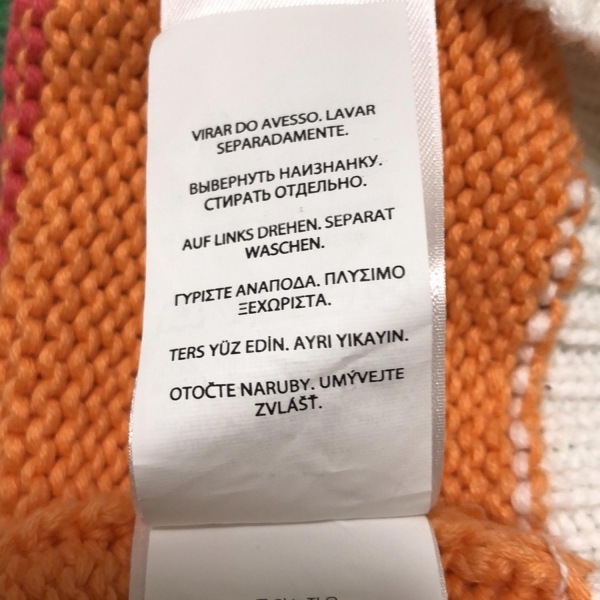 VIRAR DO AVESSO. LAVAR
SEPARADAMENTE.
ВЫВЕРНУТЬ НАИЗНАНКУ.
СТИРАТЬ ОТДЕЛЬНО.
AUF LINKS DREHEN. SEPARAT
WASCHEN.
ΓΥΡΙΣΤΕ ΑΝΑΠΟΔΑ. ΠΛΥΣΙΜΟ
ΞΕΧΩΡΙΣΤΑ.
TERS YÜZ EDİN. AYRI YIKAYIN.
OTOČTE NARUBY. UMÝVEJTE
ZVLÁŠŤ.